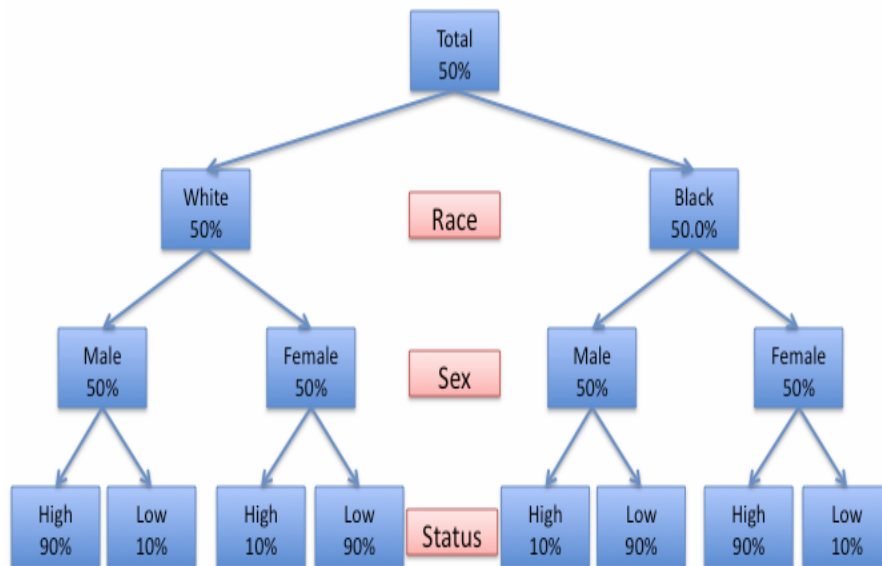 Total
50%
White
50%
Race
Black
50.0%
Male
50%
Female
50%
Sex
Male
50%
Female
50%
High
90%
Low
10%
High
10%
Low
90%
Status
High
10%
Low
90%
High
90%
Low
10%